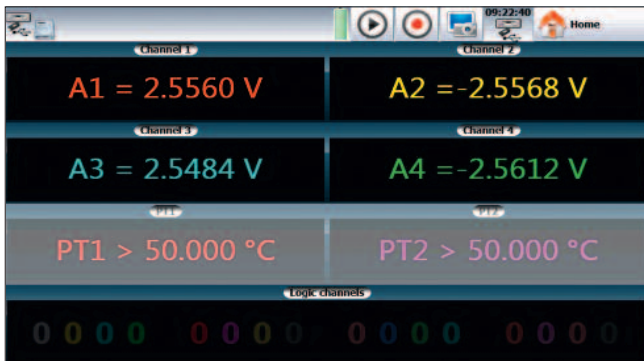 09:22:40
Home
Channel 1 Channel 2
A1 = 2.5560 V A2 =-2.5568 V
Channel 3 Channel 4
A3 = 2.5484 V A4 =-2.5612 V
PT1 PT2
PT1 > 50.000 °C PT2 > 50.000 °C
Logic channels
0 0 0 0 0 0 0 0 0 0 0 0 0 0 0 0